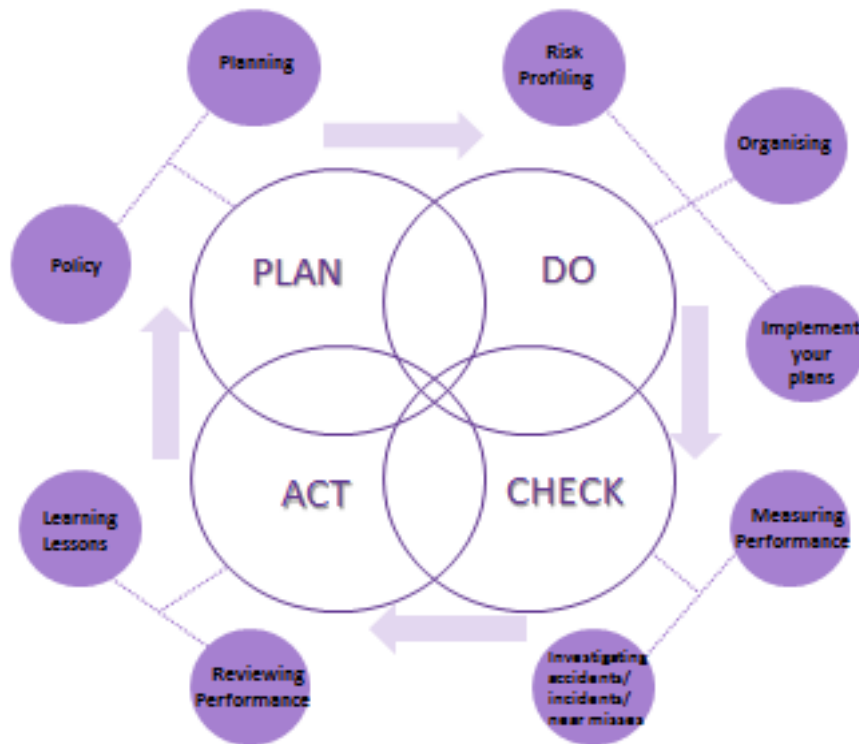 Planning
Risk
Profiling
Organising
PLAN
DO
Policy
Implement
your
plans
ACT
CHECK
Learning
Lessons
Measuring
Performance
Reviewing
Performance
Investigating
accidents/
incidents/
near misses